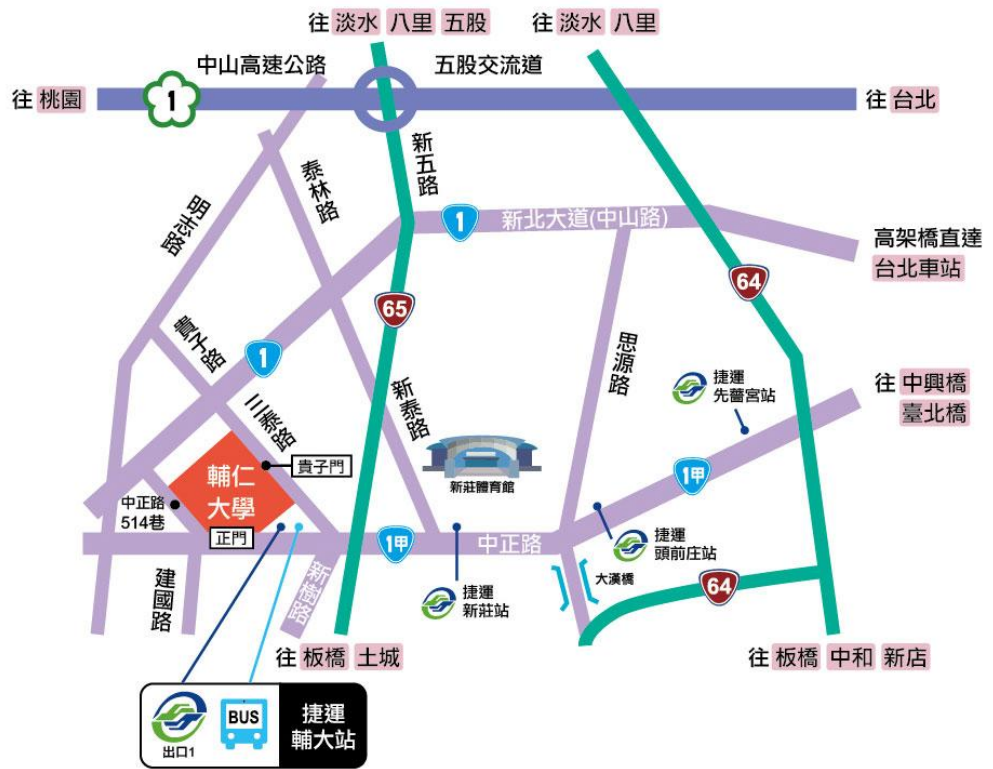 往 淡水 八里 五股
往 淡水 八里
中山高速公路
五股交流道
往 桃園
1
往 台北
新五路
泰林路
明志路
1
新北大道(中山路)
高架橋直達
台北車站
64
65
貴子路
1
思源路
捷運
先嗇宮站
往 中興橋
臺北橋
三泰路
新泰路
新莊體育館
1甲
輔仁
大學
貴子門
中正路
514巷
正門
1甲
中正路
捷運
頭前庄站
建國路
新樹路
捷運
新莊站
大漢橋
64
往 板橋 土城
往 板橋 中和 新店
出口1
BUS
捷運
輔大站